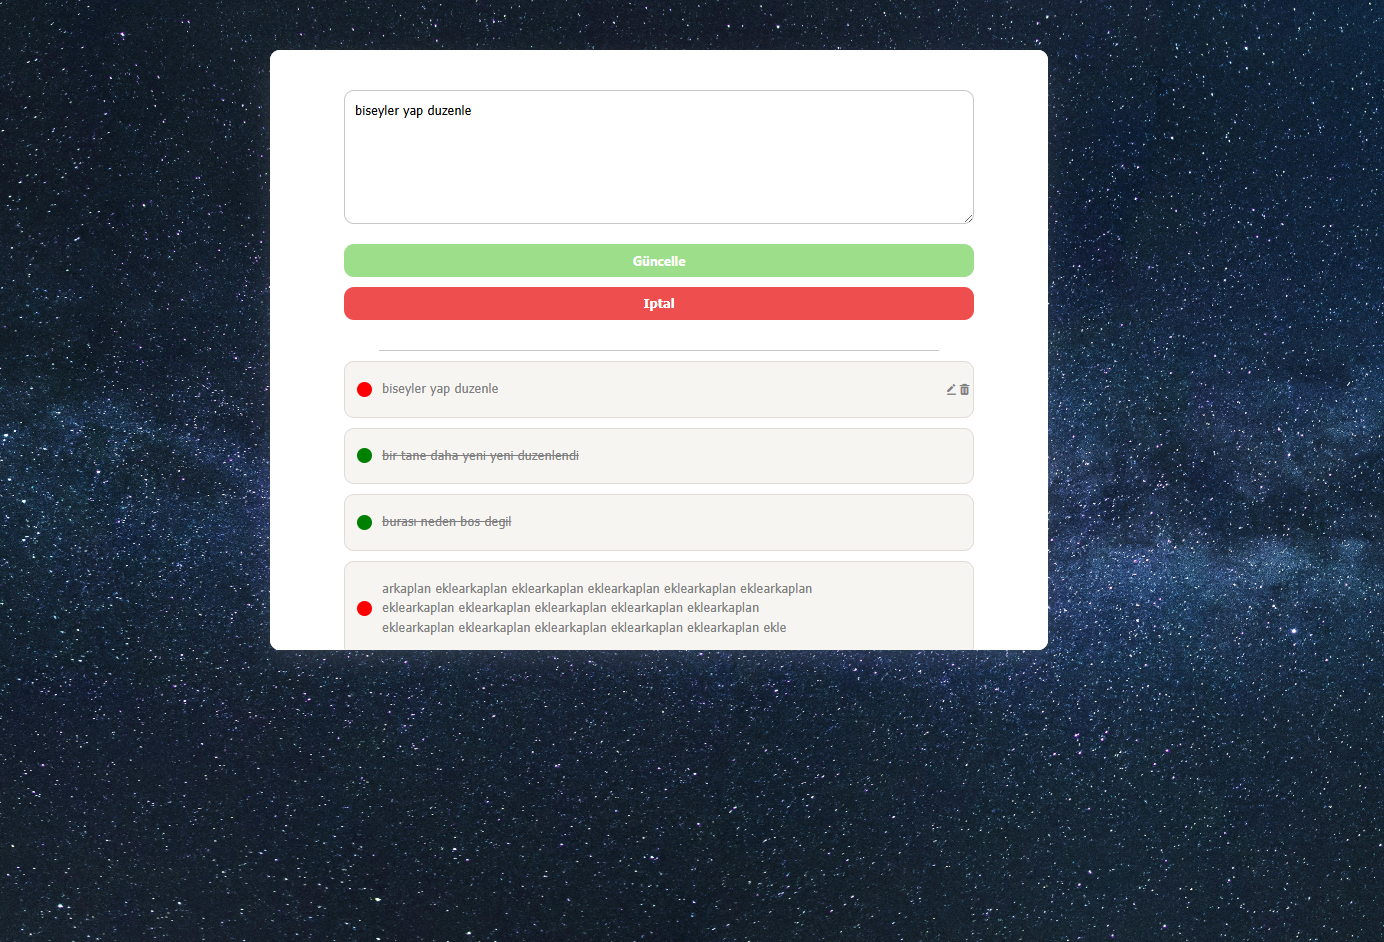 biseyler yap duzenle
Güncelle
Iptal
biseyler yap duzenle
bir tane daha yeni yeni duzenlendi
burası neden bos degil
arkaplan eklearkaplan eklearkaplan eklearkaplan eklearkaplan eklearkaplan
eklearkaplan eklearkaplan eklearkaplan eklearkaplan eklearkaplan
eklearkaplan eklearkaplan eklearkaplan eklearkaplan eklearkaplan ekle